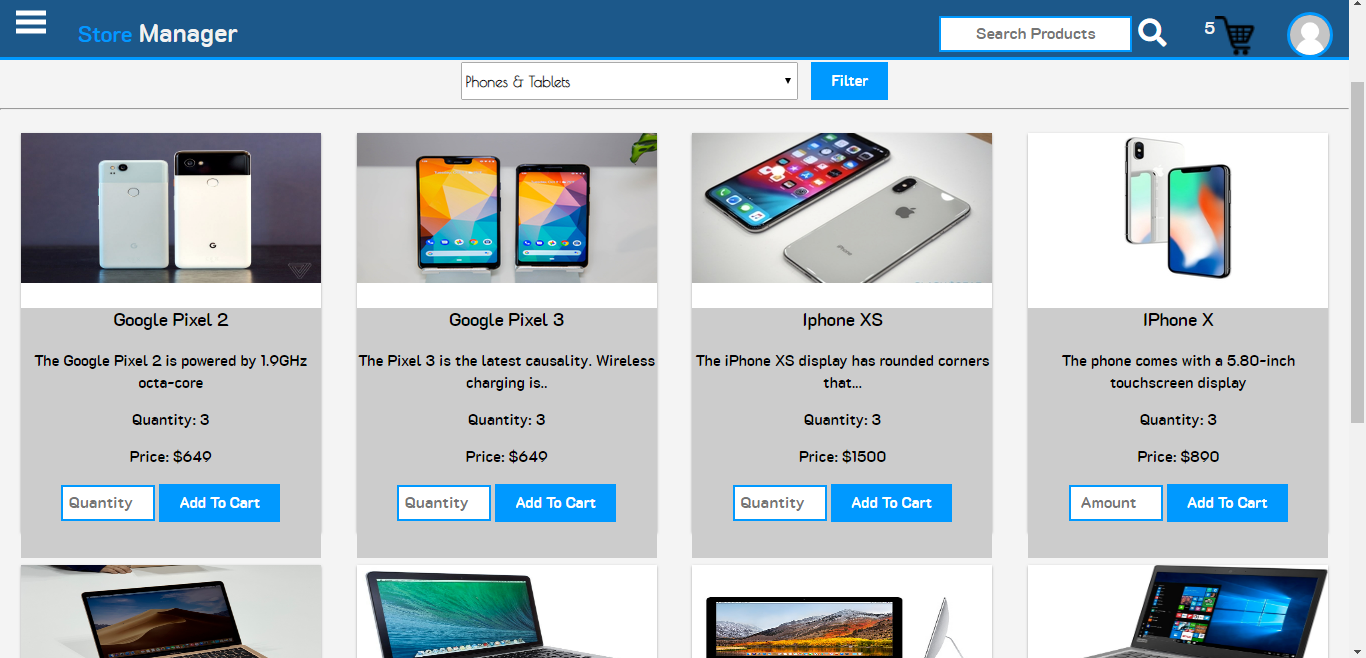 Store Manager
Search Products
5
Phones & Tablets
Filter
G
iPhone
Google Pixel 2
Google Pixel 3
Iphone XS
IPhone X
The Google Pixel 2 is powered by 1.9GHz
octa-core
The Pixel 3 is the latest causality. Wireless
charging is..
The iPhone XS display has rounded corners
that...
The phone comes with a 5.80-inch
touchscreen display
Quantity: 3
Quantity: 3
Quantity: 3
Quantity: 3
Price: $649
Price: $649
Price: $1500
Price: $890
Quantity
Add To Cart
Quantity
Add To Cart
Quantity
Add To Cart
Amount
Add To Cart